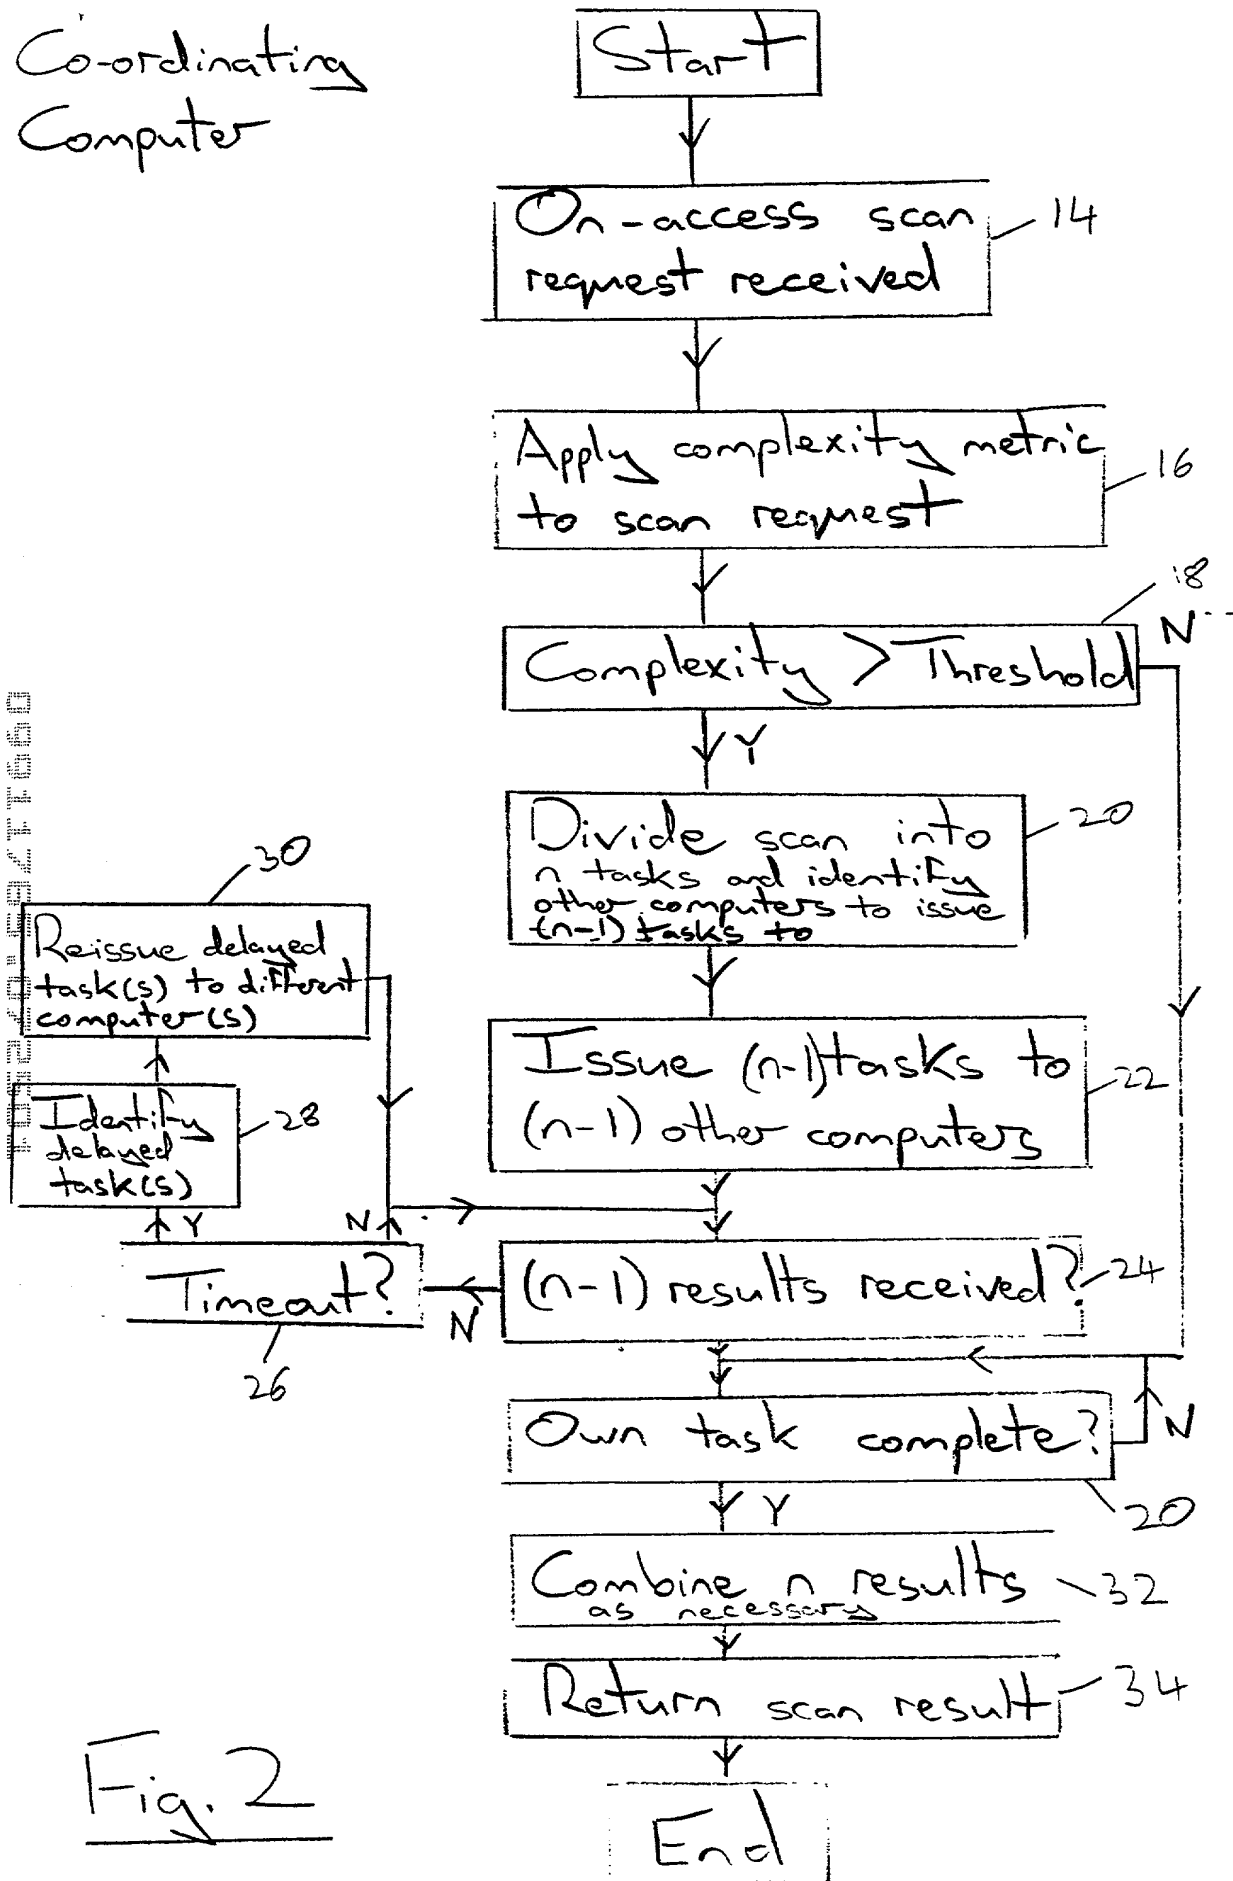 Co-ordinating
Computer
Start
On-access scan
request received
14
Apply complexity metric
to scan request
16
18
Complexity > Threshold
N
Y
Divide scan into
n tasks and identify
other computers to issue
(n-1) tasks to
20
30
Reissue delayed
task(s) to different
computer(s)
Issue (n-1) tasks to
(n-1) other computers
22
Identify
delayed
task(s)
28
Y
N
Timeout?
26
N
(n-1) results received?
24
Own task complete?
N
20
Y
Combine n results
as necessary
32
Return scan result
34
End
Fig. 2